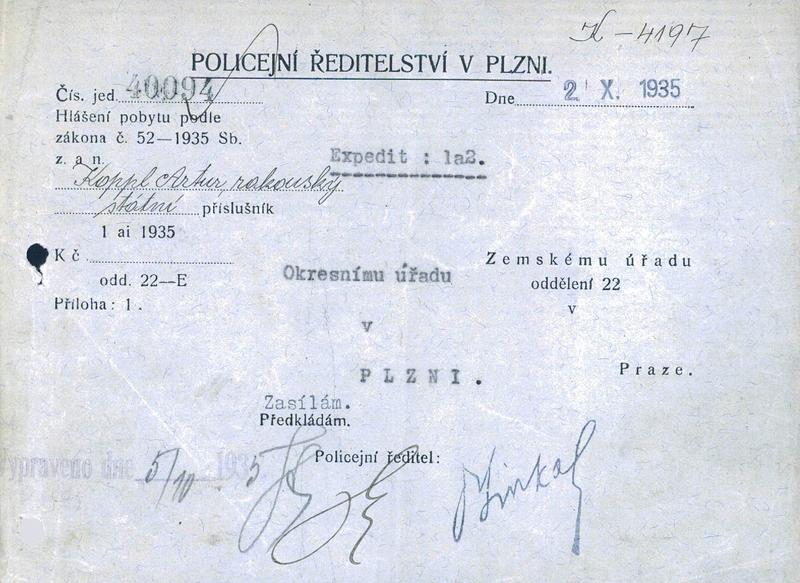 K-4197
POLICEJNÍ ŘEDITELSTVÍ V PLZNI.
Čís. jed. 40094
Dne 2 X. 1935
Hlášení pobytu podle
zákona č. 52—1935 Sb.
z. a n.
Expedit : 1a2.
Koppl Artur, rakouský
státní příslušník
1 ai 1935
Kč
odd. 22—E
Příloha: 1.
Okresnímu úřadu
v
PLZNI.
Zemskému úřadu
oddělení 22
v
Praze.
Zasílám.
Předkládám.
Policejní ředitel:
Vypraveno dne 5/10 1935